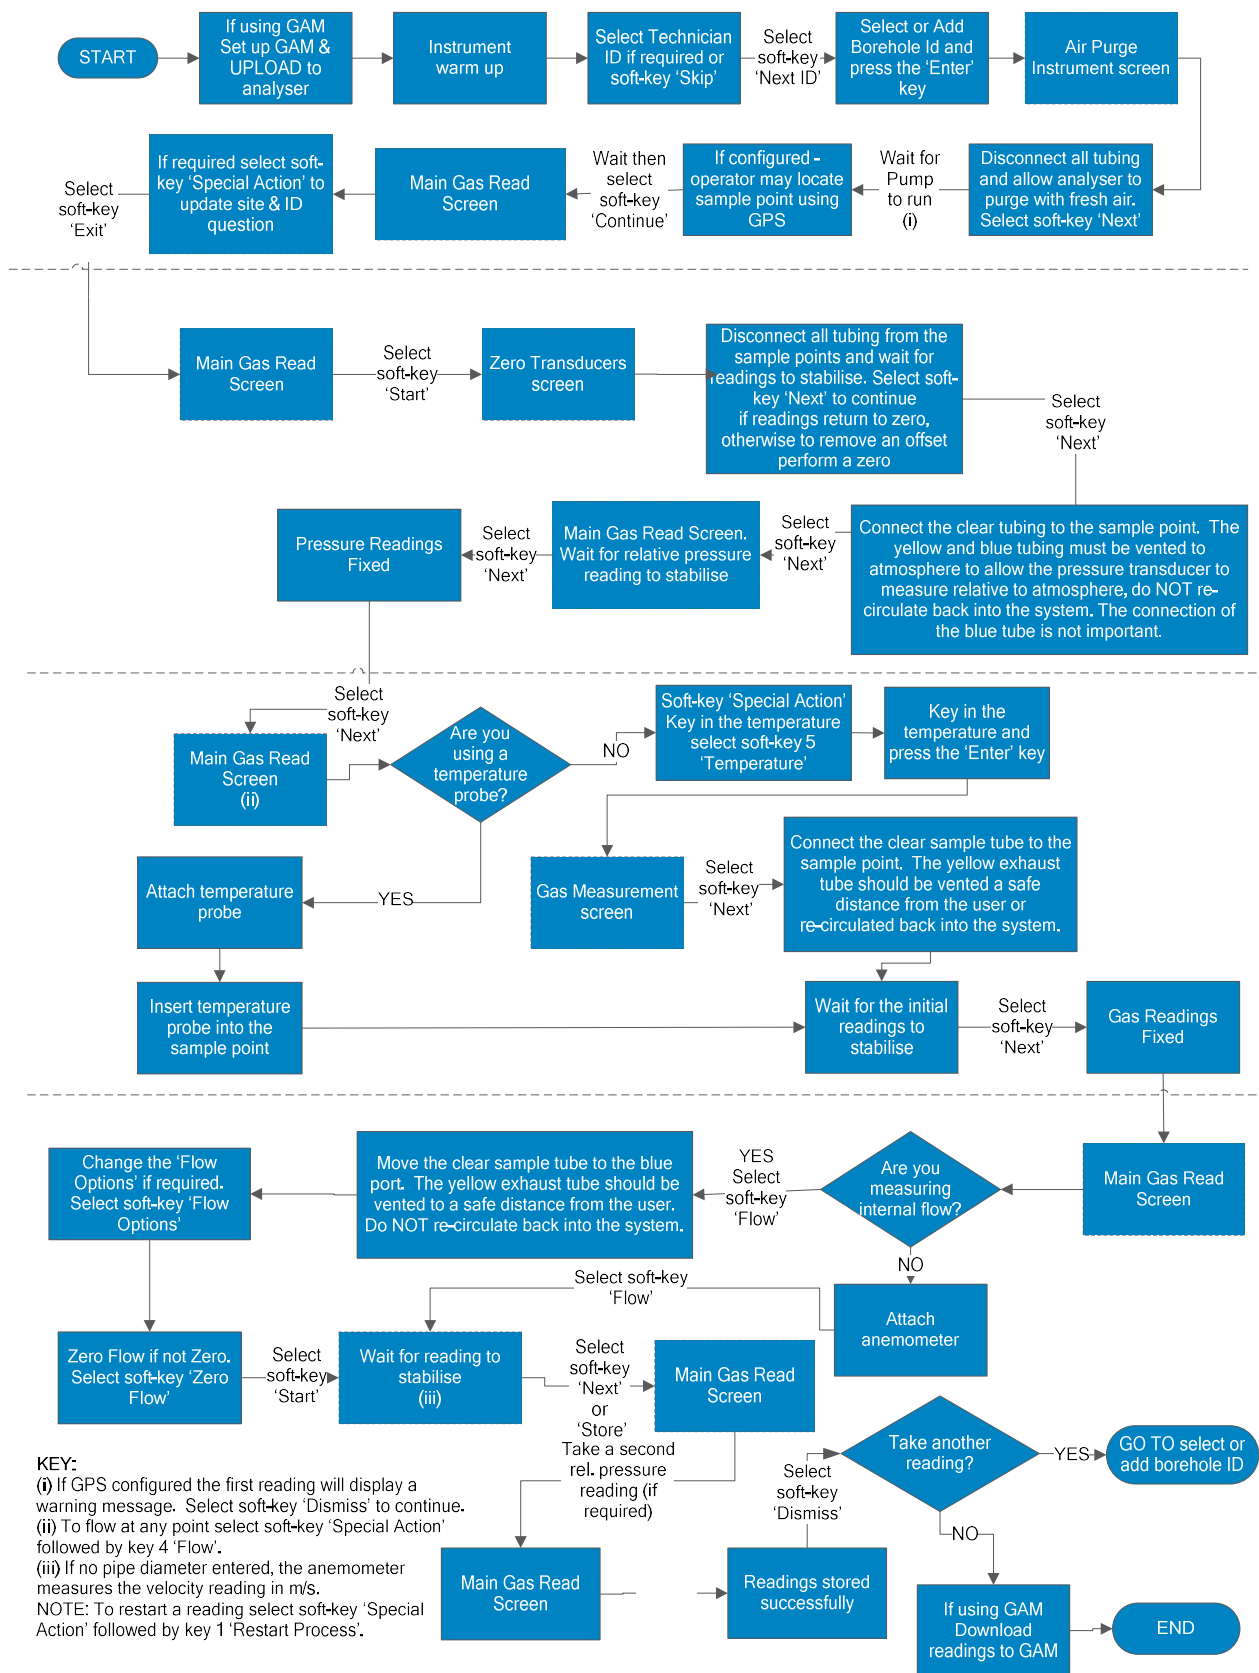 START
If using GAM
Set up GAM &
UPLOAD to
analyser
Instrument
warm up
Select Technician
ID if required or
soft-key ‘Skip’
Select
soft-key
‘Next ID’
Select or Add
Borehole Id and
press the ‘Enter’
key
Air Purge
Instrument screen
Disconnect all tubing
and allow analyser to
purge with fresh air.
Select soft-key ‘Next’
Wait for
Pump
to run
(i)
If configured -
operator may locate
sample point using
GPS
Wait then
select
soft-key
‘Continue’
Main Gas Read
Screen
If required select soft-
key ‘Special Action’ to
update site & ID
question
Select
soft-key
‘Exit’
Main Gas Read
Screen
Select
soft-key
‘Start’
Zero Transducers
screen
Disconnect all tubing from the
sample points and wait for
readings to stabilise. Select soft-
key ‘Next’ to continue
if readings return to zero,
otherwise to remove an offset
perform a zero
Select
soft-key
‘Next’
Connect the clear tubing to the sample point. The
yellow and blue tubing must be vented to
atmosphere to allow the pressure transducer to
measure relative to atmosphere, do NOT re-
circulate back into the system. The connection of
the blue tube is not important.
Select
soft-key
‘Next’
Main Gas Read Screen.
Wait for relative pressure
reading to stabilise
Select
soft-key
‘Next’
Pressure Readings
Fixed
Select
soft-key
‘Next’
Main Gas Read
Screen
(ii)
Are you
using a
temperature
probe?
NO
Soft-key ‘Special Action’
Key in the temperature
select soft-key 5
‘Temperature’
Key in the
temperature and
press the ‘Enter’ key
Gas Measurement
screen
Select
soft-key
‘Next’
Connect the clear sample tube to the
sample point. The yellow exhaust
tube should be vented a safe
distance from the user or
re-circulated back into the system.
YES
Attach temperature
probe
Insert temperature
probe into the
sample point
Wait for the initial
readings to
stabilise
Select
soft-key
‘Next’
Gas Readings
Fixed
Main Gas Read
Screen
Are you
measuring
internal flow?
YES
Select
soft-key
‘Flow’
Move the clear sample tube to the blue
port. The yellow exhaust tube should be
vented to a safe distance from the user.
Do NOT re-circulate back into the system.
Change the ‘Flow
Options’ if required.
Select soft-key ‘Flow
Options’
NO
Attach
anemometer
Select soft-key
‘Flow’
Zero Flow if not Zero.
Select soft-key ‘Zero
Flow’
Select
soft-key
‘Start’
Wait for reading to
stabilise
(iii)
Select
soft-key
‘Next’
or
‘Store’
Main Gas Read
Screen
Take a second
rel. pressure
reading (if
required)
Main Gas Read
Screen
Readings stored
successfully
Select
soft-key
‘Dismiss’
Take another
reading?
YES
GO TO select or
add borehole ID
NO
If using GAM
Download
readings to GAM
END
KEY:
(i) If GPS configured the first reading will display a
warning message. Select soft-key ‘Dismiss’ to continue.
(ii) To flow at any point select soft-key ‘Special Action’
followed by key 4 ‘Flow’.
(iii) If no pipe diameter entered, the anemometer
measures the velocity reading in m/s.
NOTE: To restart a reading select soft-key ‘Special
Action’ followed by key 1 ‘Restart Process’.